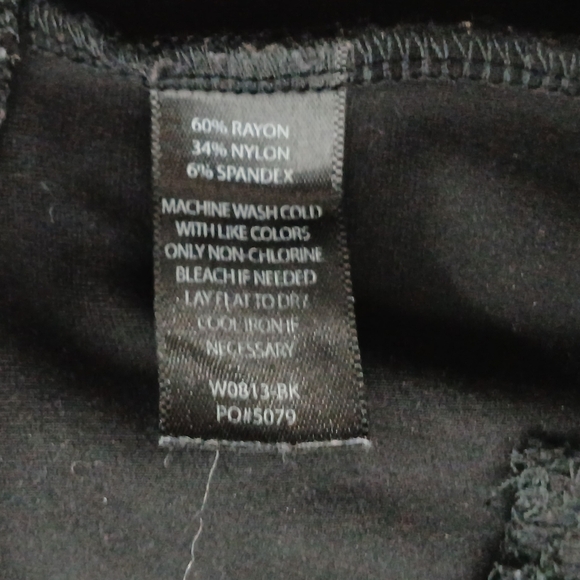 60% RAYON
34% NYLON
6% SPANDEX
MACHINE WASH COLD
WITH LIKE COLORS
ONLY NON-CHLORINE
BLEACH IF NEEDED
LAY FLAT TO DRY
COOL IRON IF
NECESSARY
W0813-BK
PO#5079